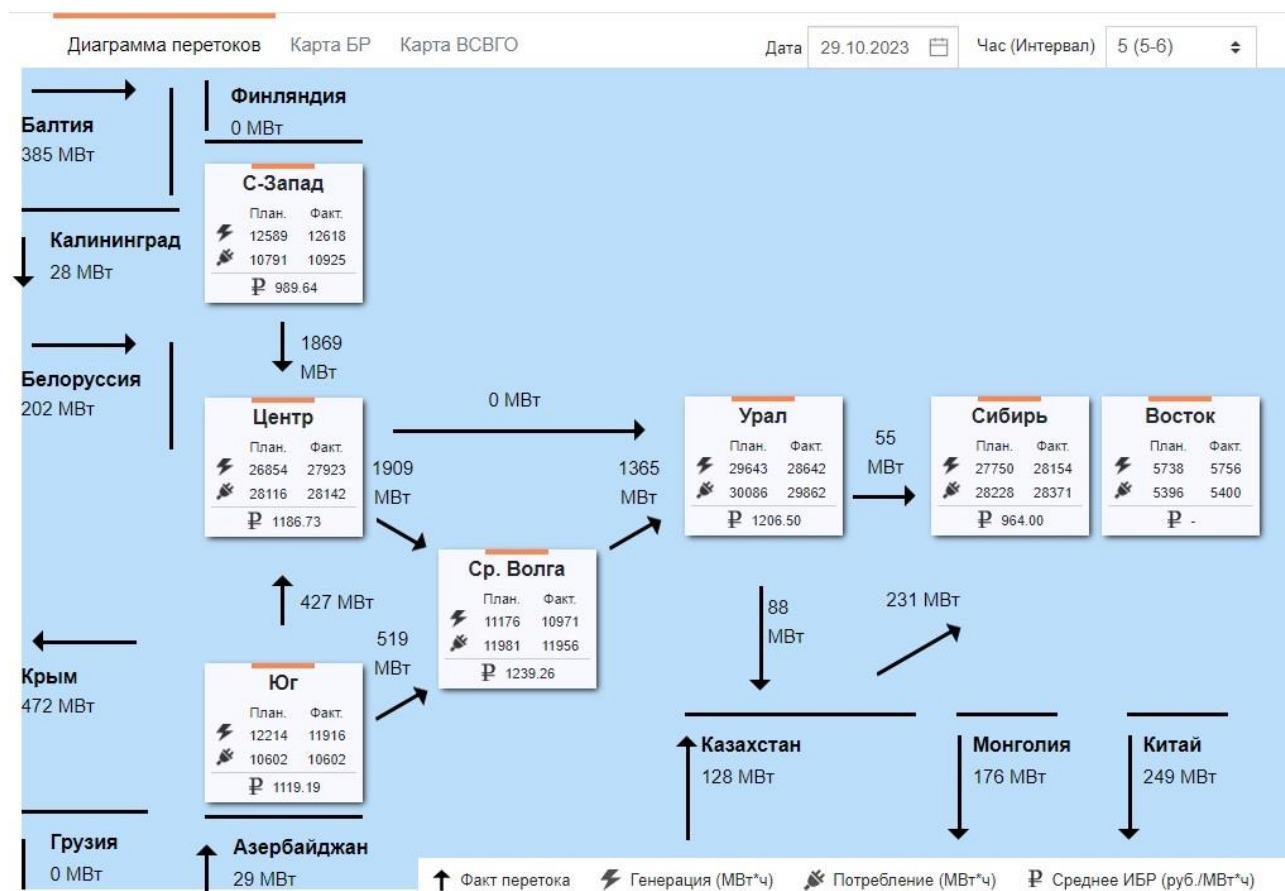 Диаграмма перетоков Карта БР Карта ВСВГО Дата 29.10.2023 Час (Интервал) 5 (5-6)
Финляндия
0 МВт
Балтия
385 МВт
С-Запад
План. Факт.
12589 12618
10791 10925
₽ 989.64
Калининград
28 МВт
1869
МВт
Белоруссия
202 МВт
Центр
План. Факт.
26854 27923
28116 28142
₽ 1186.73
0 МВт
1909
МВт
1365
МВт
Урал
План. Факт.
29643 28642
30086 29862
₽ 1206.50
55
МВт
Сибирь
План. Факт.
27750 28154
28228 28371
₽ 964.00
Восток
План. Факт.
5738 5756
5396 5400
₽ -
Ср. Волга
План. Факт.
11176 10971
11981 11956
₽ 1239.26
427 МВт
519
МВт
88
МВт
231 МВт
Крым
472 МВт
Юг
План. Факт.
12214 11916
10602 10602
₽ 1119.19
Казахстан
128 МВт
Монголия
176 МВт
Китай
249 МВт
Грузия
0 МВт
Азербайджан
29 МВт
Факт перетока Генерация (МВт*ч) Потребление (МВт*ч) ₽ Среднее ИБР (руб./МВт*ч)